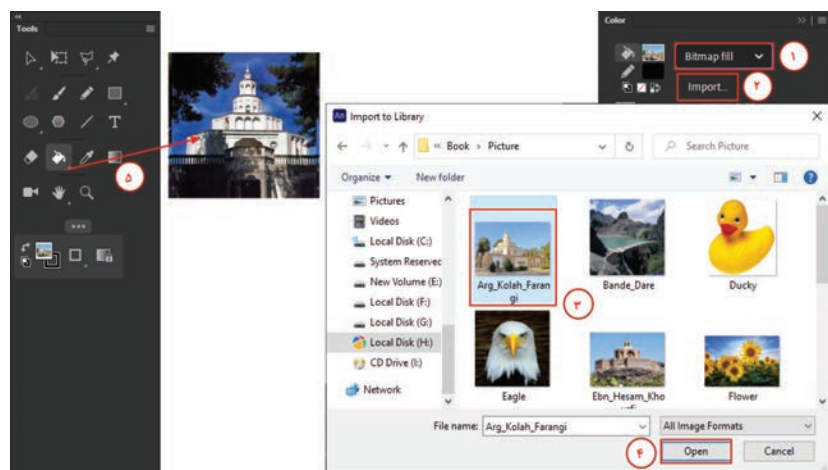 Tools
T
۵
Color
Bitmap fill
۱
Import...
۲
An Import to Library
« Book › Picture
Search Picture
Organize
New folder
Pictures
Videos
Local Disk (C:)
System Reservec
New Volume (E:)
Local Disk (F:)
Local Disk (G:)
Local Disk (H:)
CD Drive (I:)
Network
Arg_Kolah_Faran
gi
۳
Bande_Dare
Ducky
Eagle
Ebn_Hesam_Kho
Flower
File name: Arg_Kolah_Farangi
All Image Formats
۴
Open
Cancel